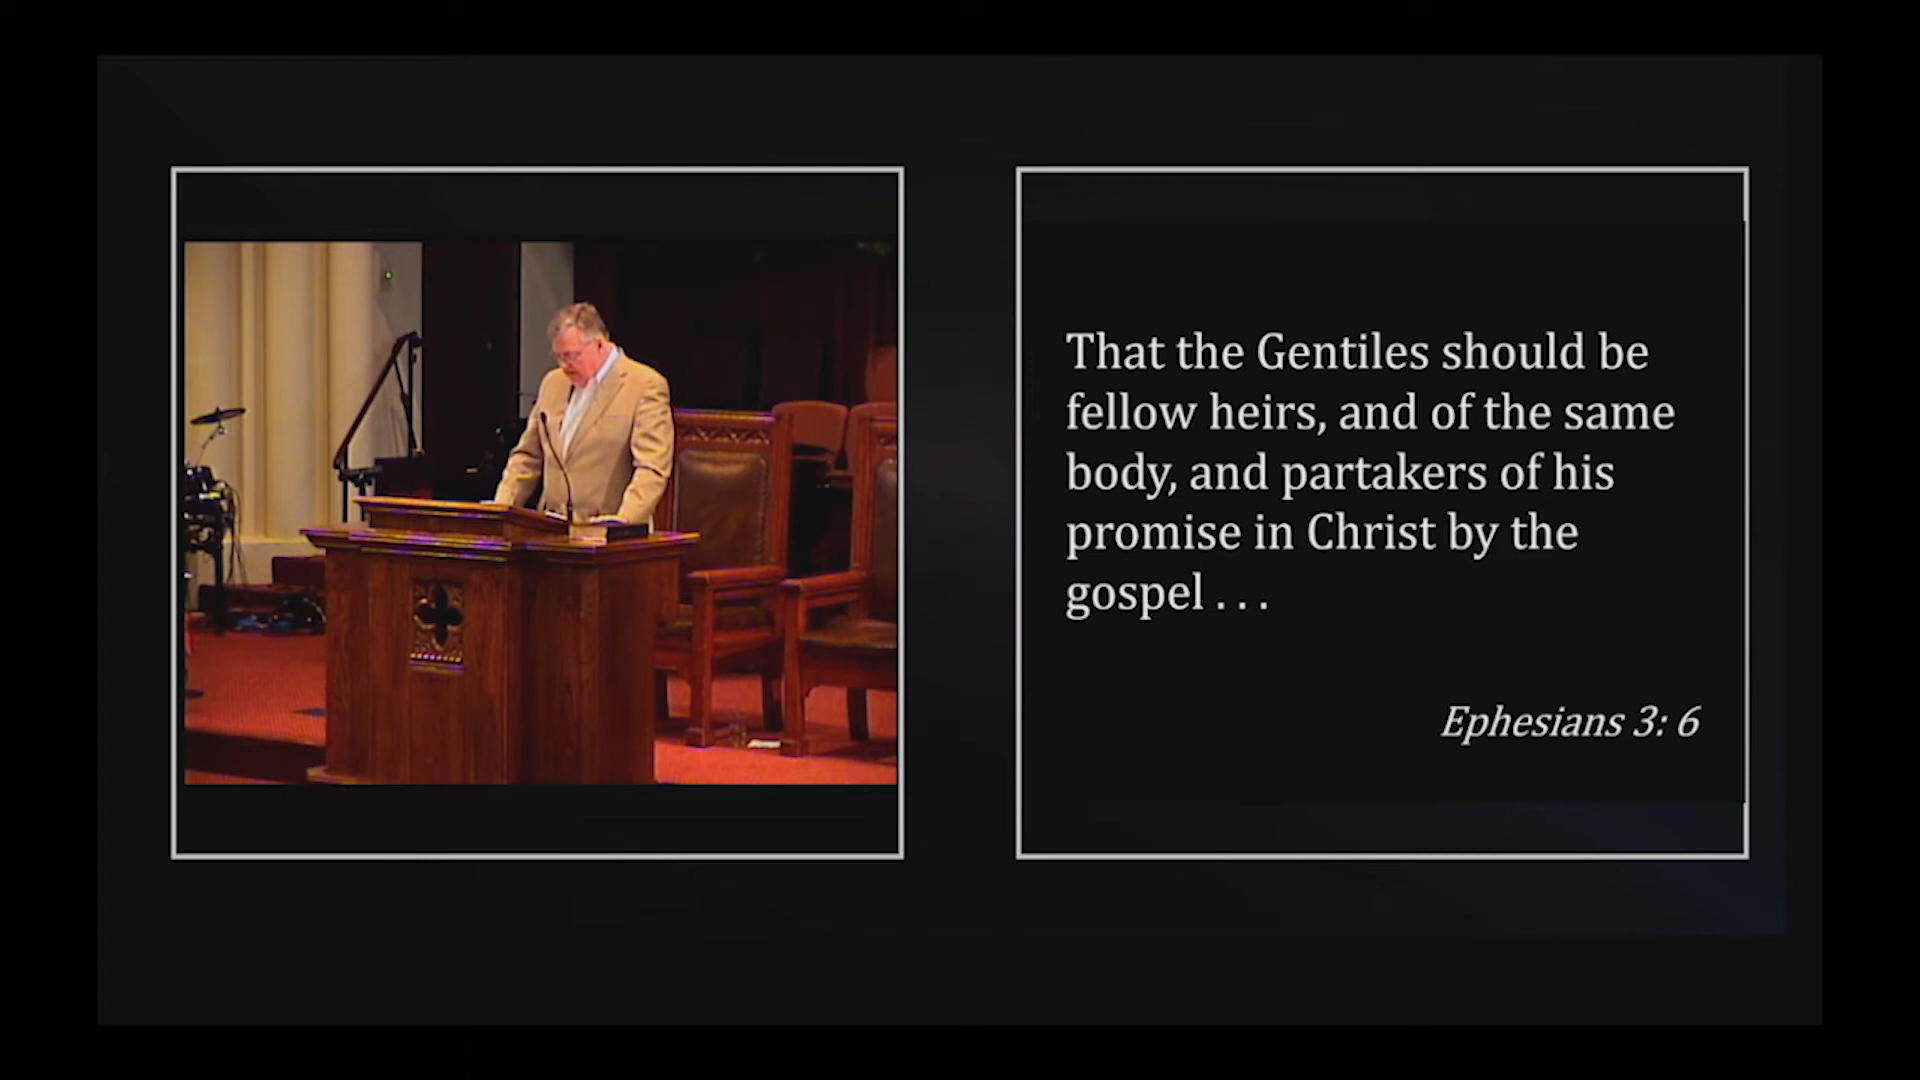 That the Gentiles should be
fellow heirs, and of the same
body, and partakers of his
promise in Christ by the
gospel . . .
Ephesians 3: 6